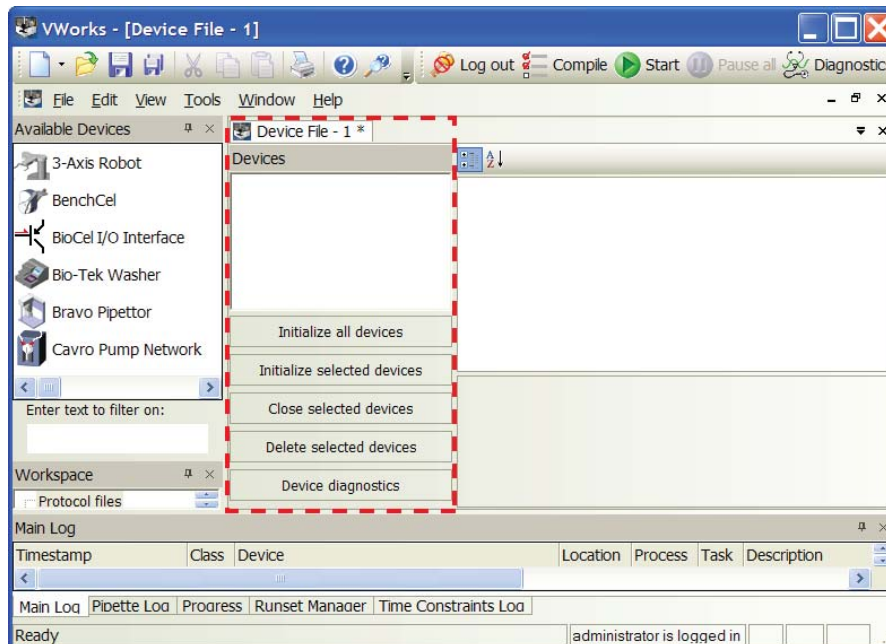 VWorks - [Device File - 1]
Log out Compile Start Pause all Diagnostic
File Edit View Tools Window Help
Available Devices
3-Axis Robot
BenchCel
BioCel I/O Interface
Bio-Tek Washer
Bravo Pipettor
Cavro Pump Network
Enter text to filter on:
Workspace
Protocol files
Device File - 1 *
Devices
Initialize all devices
Initialize selected devices
Close selected devices
Delete selected devices
Device diagnostics
Main Log
Timestamp Class Device Location Process Task Description
Main Log Pipette Log Progress Runset Manager Time Constraints Log
Ready administrator is logged in